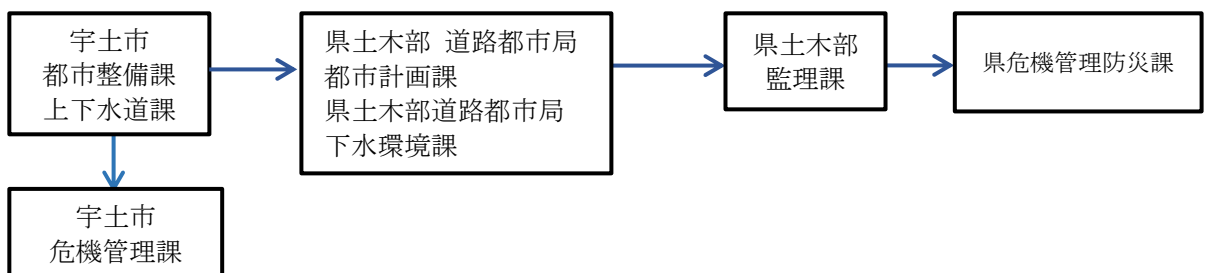 宇土市
都市整備課
上下水道課
県土木部 道路都市局
都市計画課
県土木部道路都市局
下水環境課
県土木部
監理課
県危機管理防災課
宇土市
危機管理課